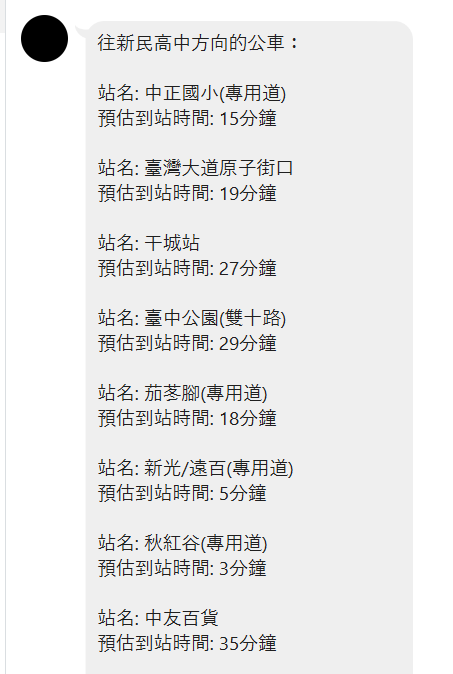 往新民高中方向的公車：
站名: 中正國小(專用道)
預估到站時間: 15分鐘
站名: 臺灣大道原子街口
預估到站時間: 19分鐘
站名: 干城站
預估到站時間: 27分鐘
站名: 臺中公園(雙十路)
預估到站時間: 29分鐘
站名: 茄苳腳(專用道)
預估到站時間: 18分鐘
站名: 新光/遠百(專用道)
預估到站時間: 5分鐘
站名: 秋紅谷(專用道)
預估到站時間: 3分鐘
站名: 中友百貨
預估到站時間: 35分鐘